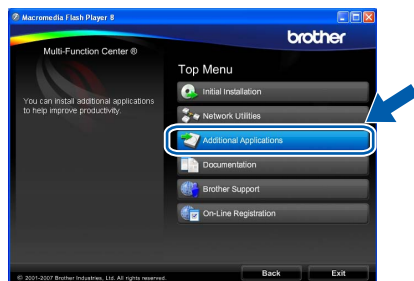 Macromedia Flash Player 8
brother
Multi-Function Center ®
Top Menu
You can install additional applications
to help improve productivity.
Initial Installation
Network Utilities
Additional Applications
Documentation
Brother Support
On-Line Registration
© 2001-2007 Brother Industries, Ltd. All rights reserved.
Back
Exit